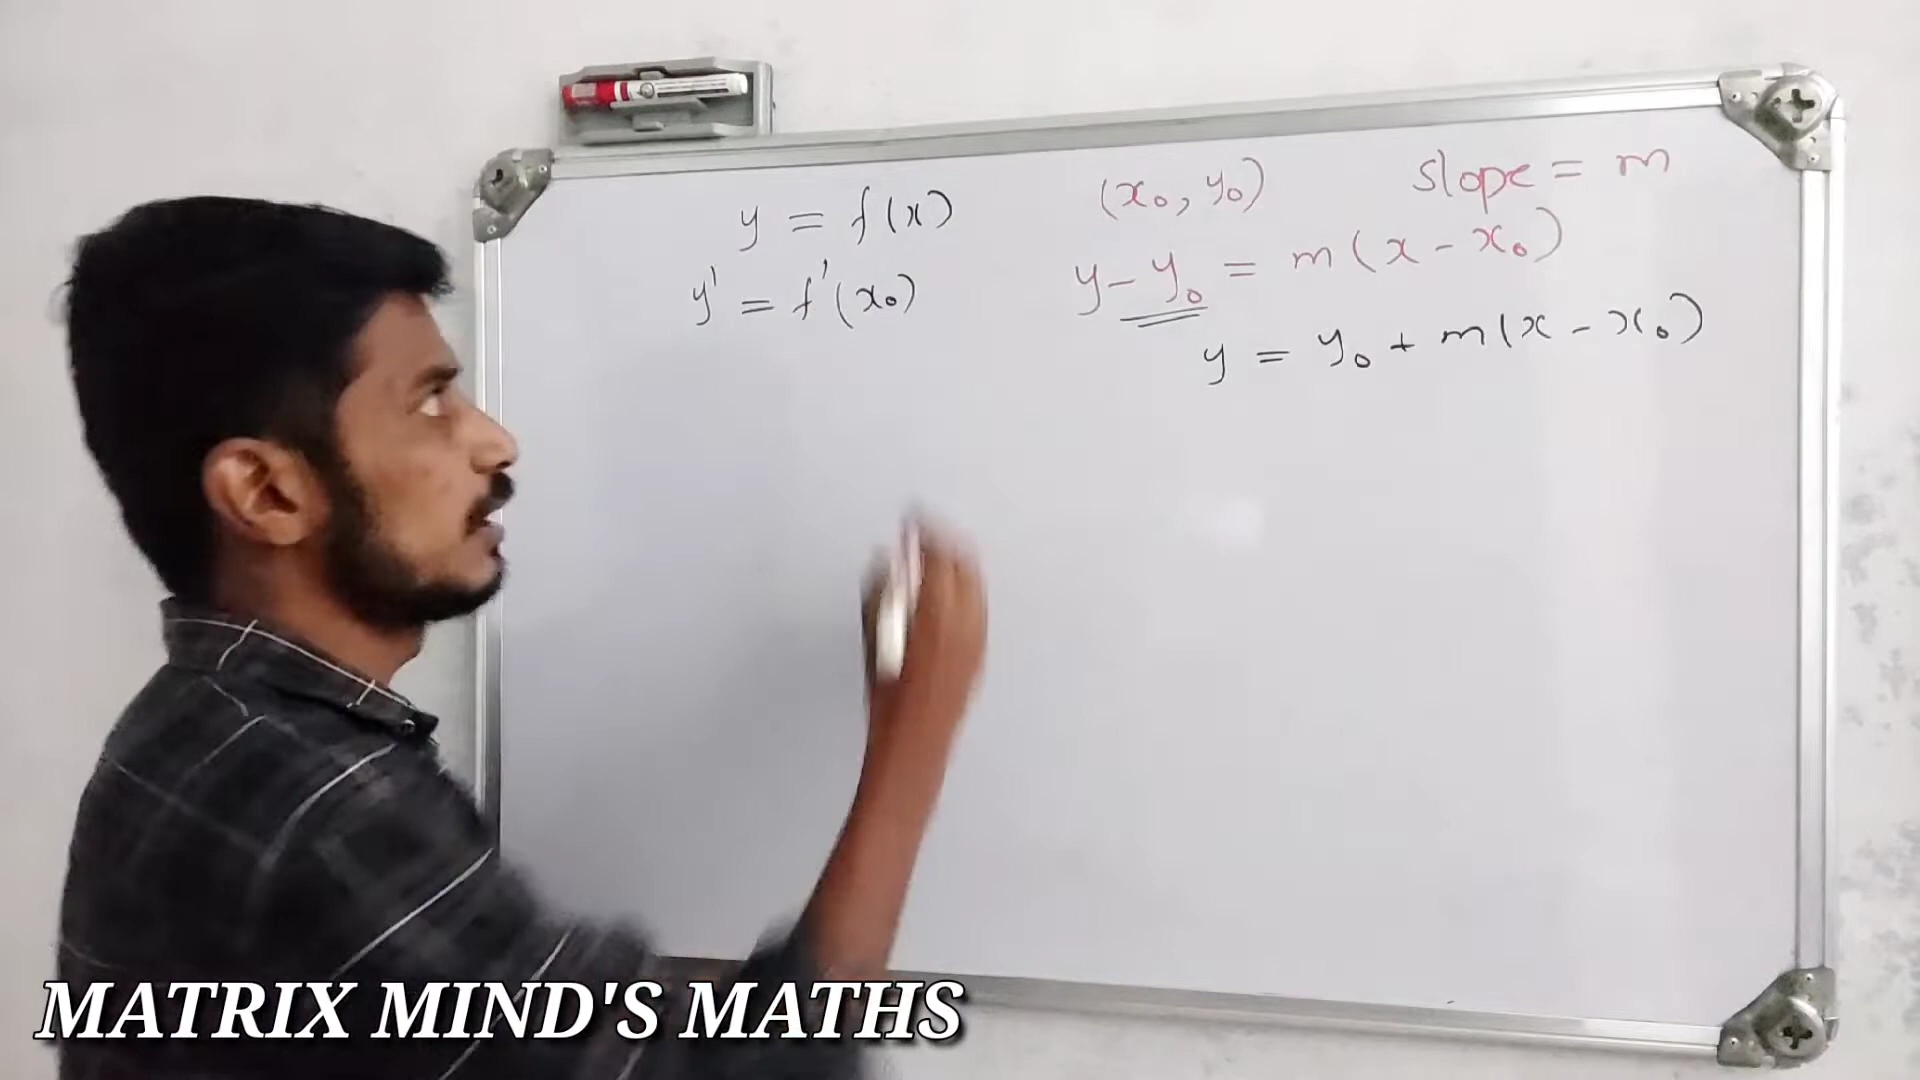 y = f(x)
y' = f'(x₀)
(x₀, y₀)
slope = m
y - y₀ = m(x - x₀)
y = y₀ + m(x - x₀)
MATRIX MIND'S MATHS